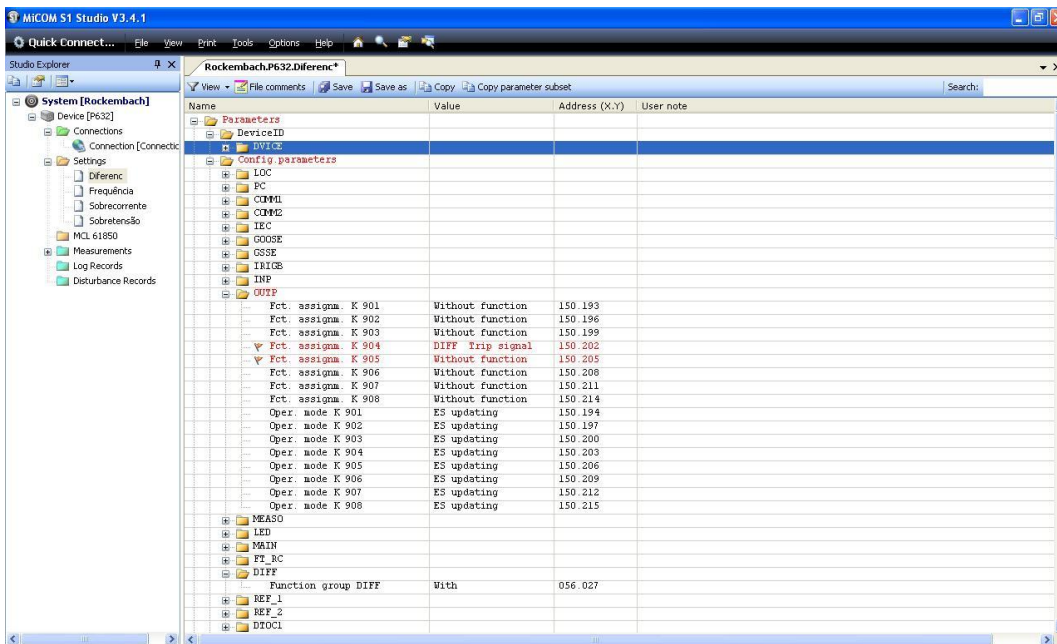 MiCOM S1 Studio V3.4.1
Quick Connect... File View Print Tools Options Help
Studio Explorer
Rockembach.P632.Diferenc*
View File comments Save Save as Copy Copy parameter subset Search:
System [Rockembach]
Device [P632]
Connections
Connection [Connectic
Settings
Diferenc
Frequência
Sobrecorrente
Sobretensão
MCL 61850
Measurements
Log Records
Disturbance Records
Name Value Address (X.Y) User note
Parameters
DeviceID
DVICE
Config.parameters
LOC
PC
COMM1
COMM2
IEC
GOOSE
GSSE
IRIGB
INP
OUTP
Fct. assignm. K 901 Without function 150.193
Fct. assignm. K 902 Without function 150.196
Fct. assignm. K 903 Without function 150.199
Fct. assignm. K 904 DIFF Trip signal 150.202
Fct. assignm. K 905 Without function 150.205
Fct. assignm. K 906 Without function 150.208
Fct. assignm. K 907 Without function 150.211
Fct. assignm. K 908 Without function 150.214
Oper. mode K 901 ES updating 150.194
Oper. mode K 902 ES updating 150.197
Oper. mode K 903 ES updating 150.200
Oper. mode K 904 ES updating 150.203
Oper. mode K 905 ES updating 150.206
Oper. mode K 906 ES updating 150.209
Oper. mode K 907 ES updating 150.212
Oper. mode K 908 ES updating 150.215
MEASO
LED
MAIN
FT_RC
DIFF
Function group DIFF With 056.027
REF_1
REF_2
DTOC1